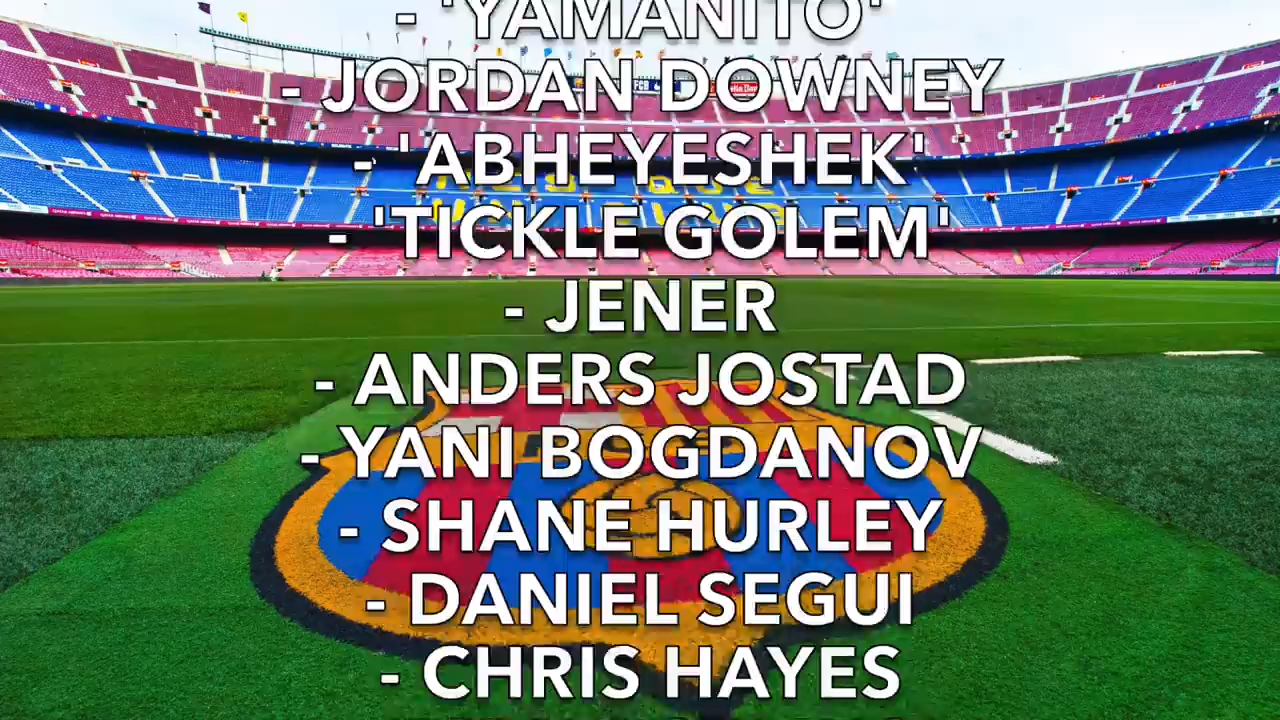 - 'YAMANITO'
- JORDAN DOWNEY
- 'ABHEYESHEK'
- 'TICKLE GOLEM'
- JENER
- ANDERS JOSTAD
- YANI BOGDANOV
- SHANE HURLEY
- DANIEL SEGUI
- CHRIS HAYES